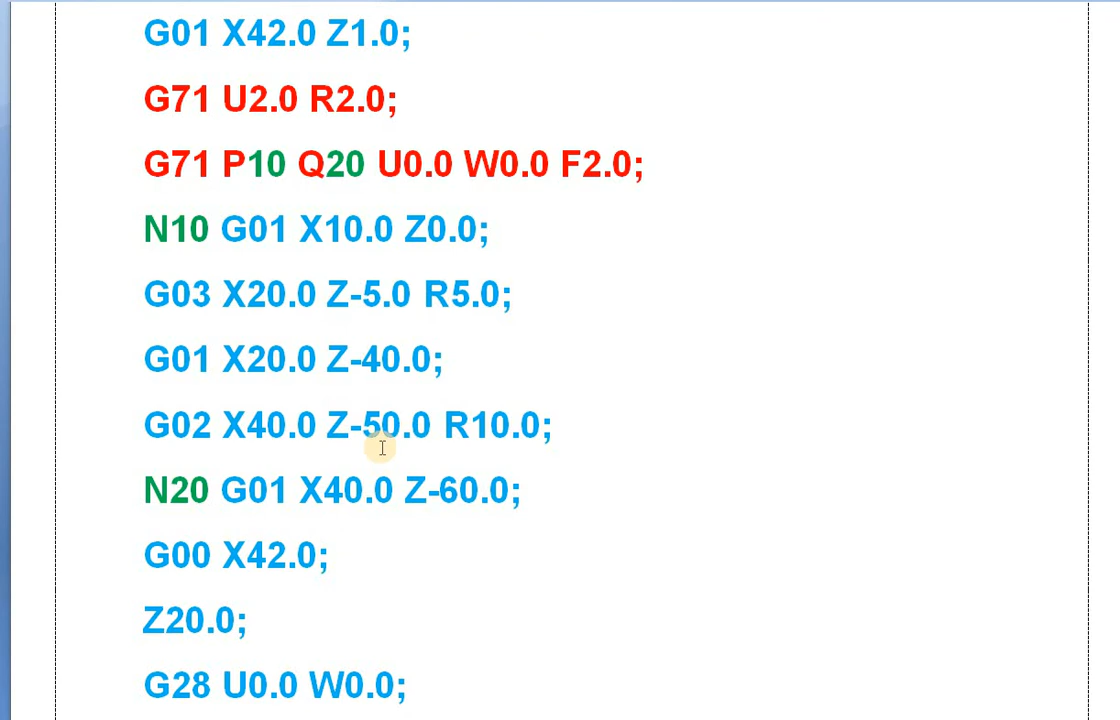 G01 X42.0 Z1.0;
G71 U2.0 R2.0;
G71 P10 Q20 U0.0 W0.0 F2.0;
N10 G01 X10.0 Z0.0;
G03 X20.0 Z-5.0 R5.0;
G01 X20.0 Z-40.0;
G02 X40.0 Z-50.0 R10.0;
N20 G01 X40.0 Z-60.0;
G00 X42.0;
Z20.0;
G28 U0.0 W0.0;